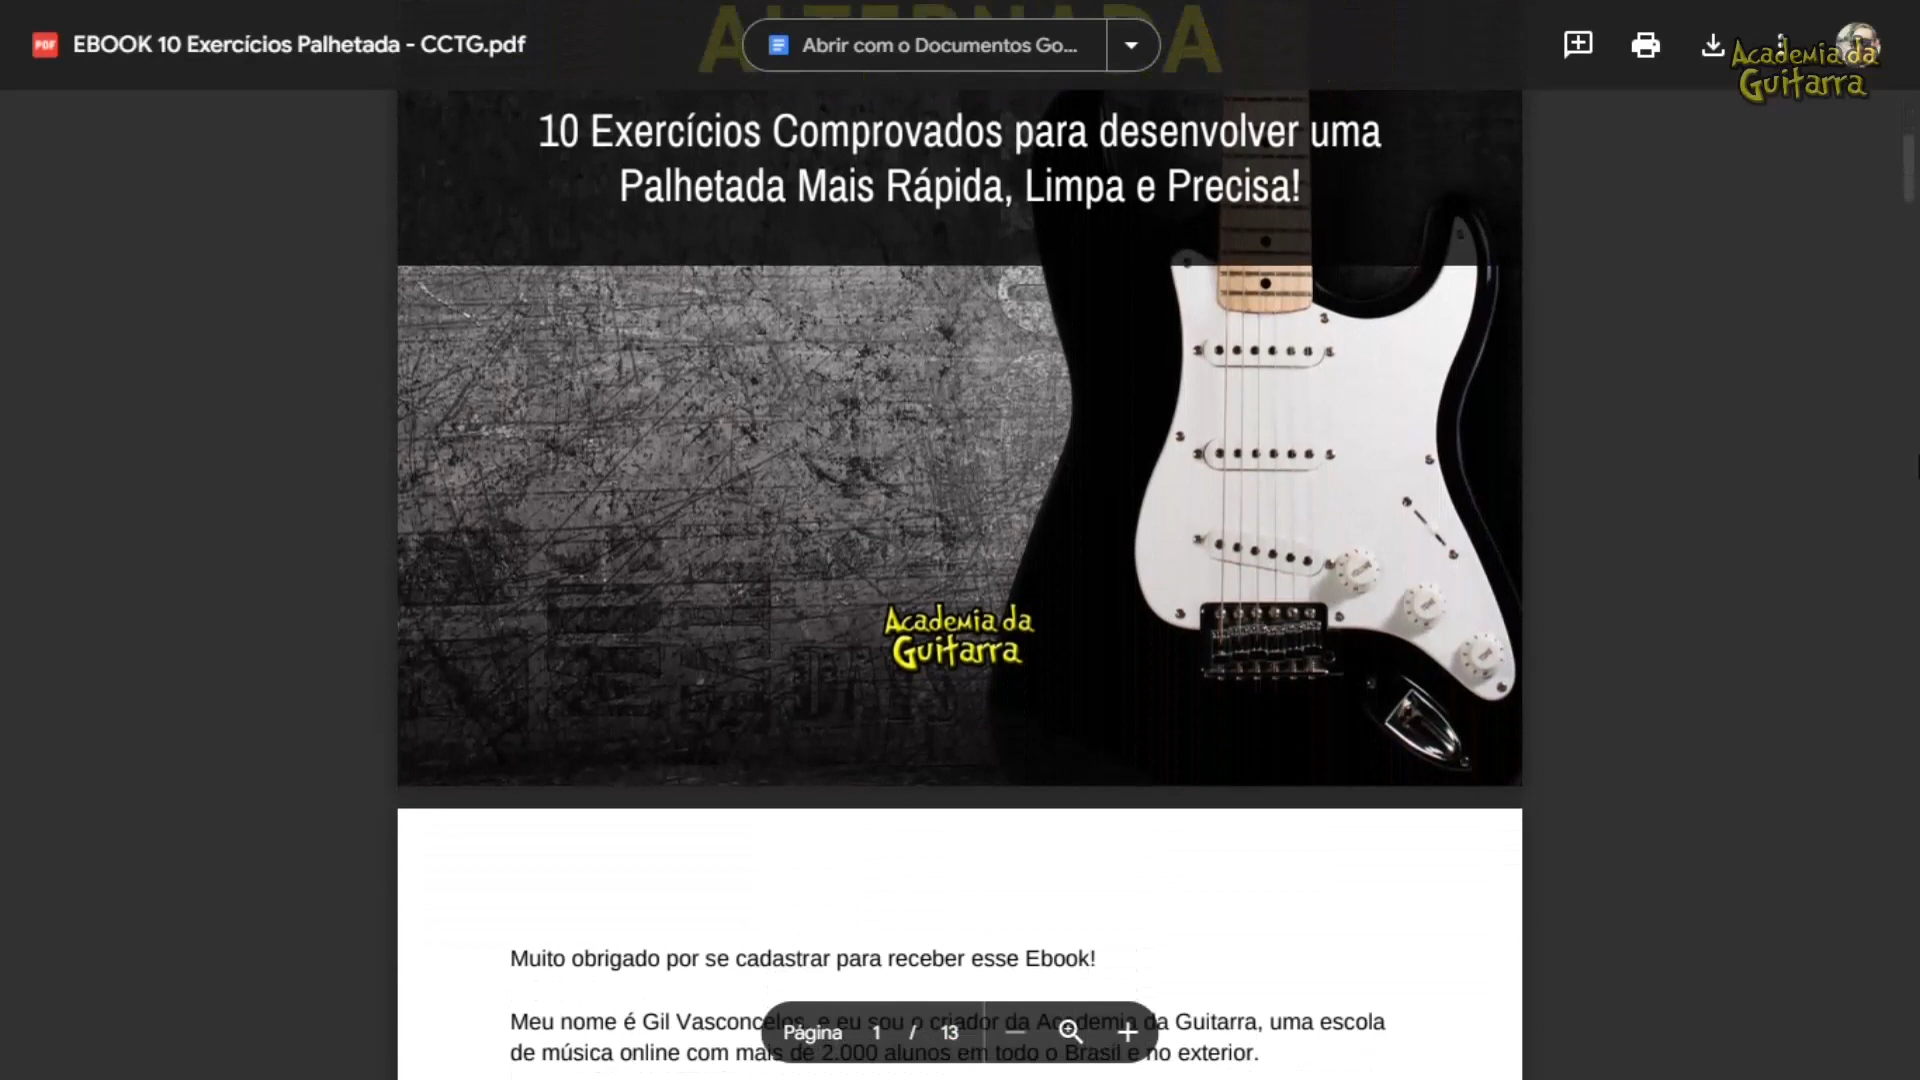 ALTERNADA
PDF EBOOK 10 Exercícios Palhetada - CCTG.pdf
Abrir com o Documentos Go...
Academia da
Guitarra
10 Exercícios Comprovados para desenvolver uma
Palhetada Mais Rápida, Limpa e Precisa!
Academia da
Guitarra
Muito obrigado por se cadastrar para receber esse Ebook!
Meu nome é Gil Vasconcelos, e eu sou o criador da Academia da Guitarra, uma escola
de música online com mais de 2.000 alunos em todo o Brasil e no exterior.
Página 1 / 13